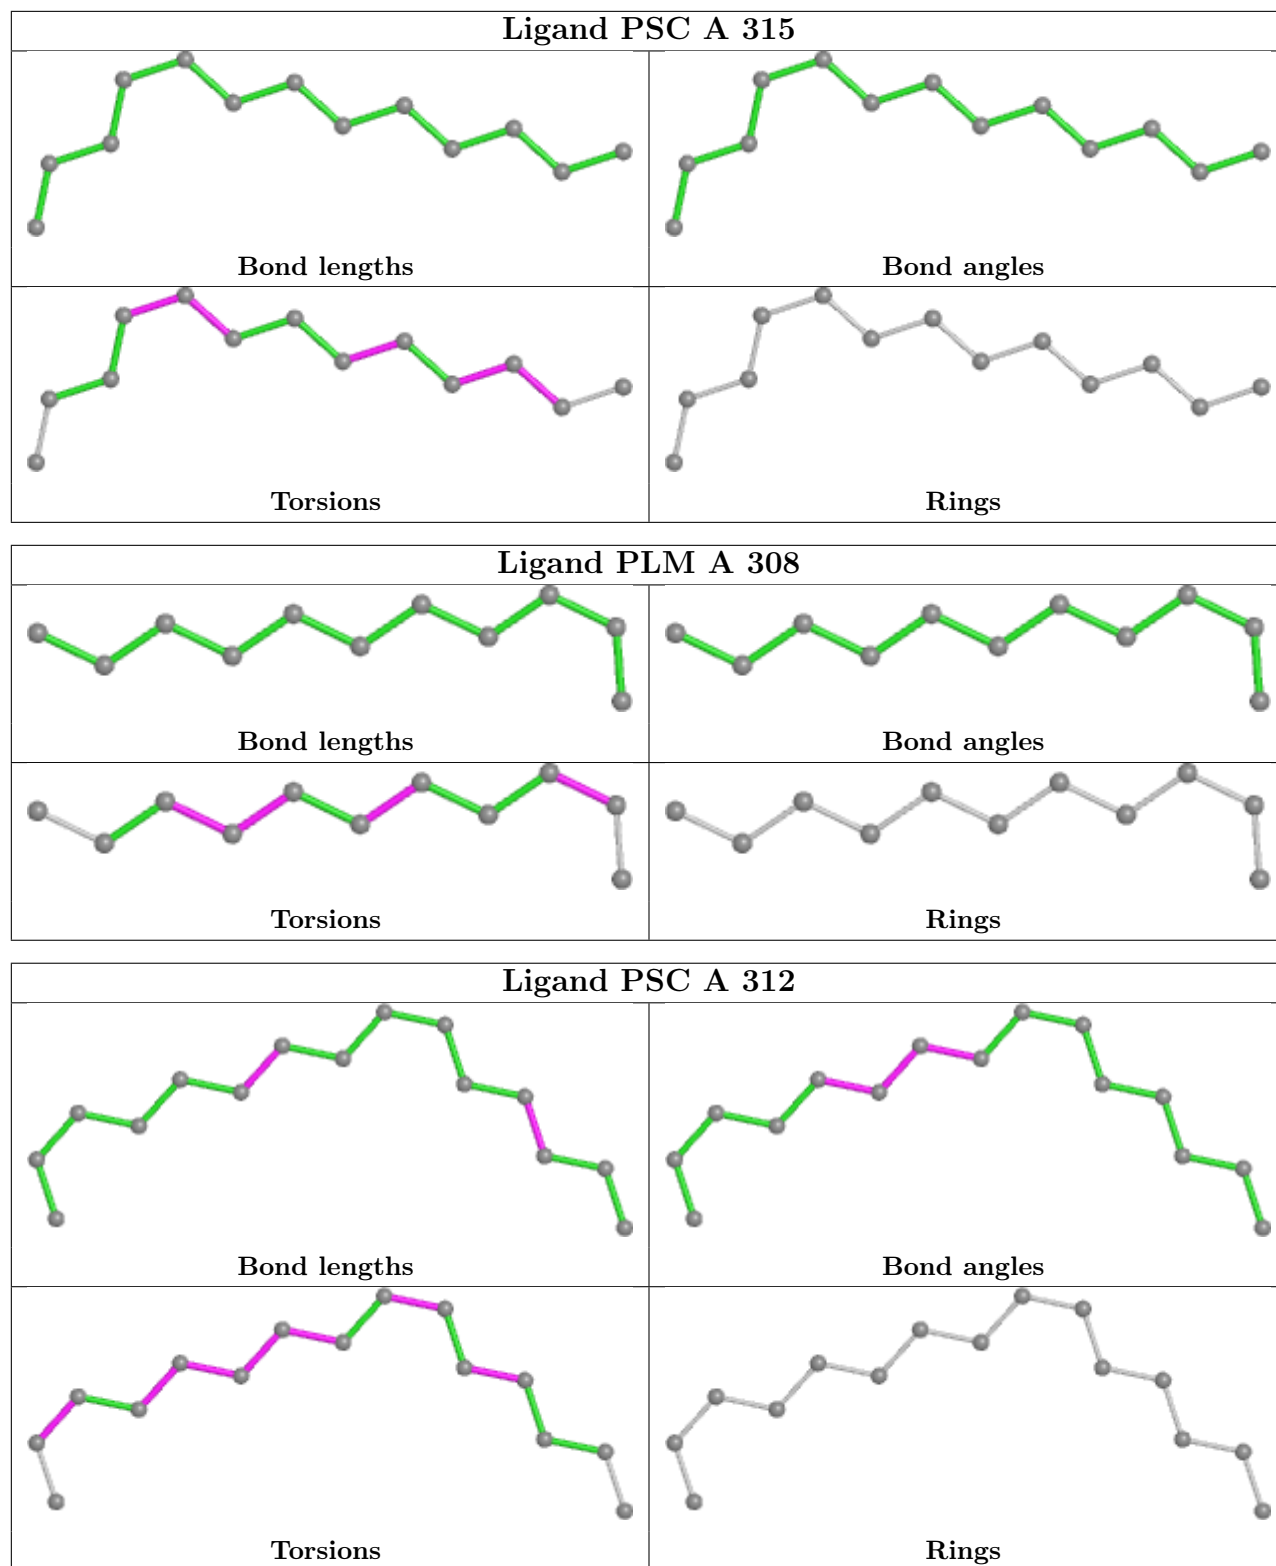 Ligand PSC A 315
Bond lengths
Bond angles
Torsions
Rings
Ligand PLM A 308
Bond lengths
Bond angles
Torsions
Rings
Ligand PSC A 312
Bond lengths
Bond angles
Torsions
Rings